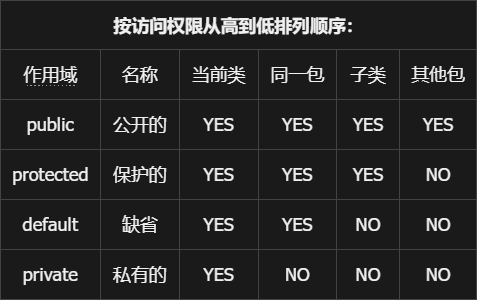 按访问权限从高到低排列顺序：
作用域 名称 当前类 同一包 子类 其他包
public 公开的 YES YES YES YES
protected 保护的 YES YES YES NO
default 缺省 YES YES NO NO
private 私有的 YES NO NO NO